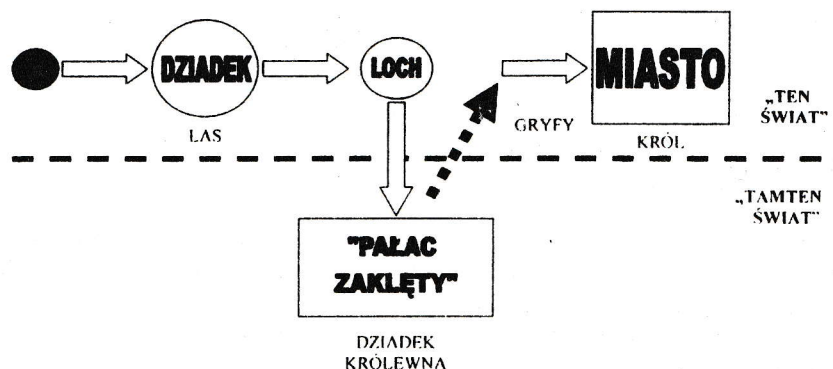 DZIADEK
LOCH
MIASTO
LAS
GRYFY
KRÓL
„TEN
ŚWIAT”
„TAMTEN
ŚWIAT”
"PAŁAC
ZAKLĘTY"
DZIADEK
KRÓLEWNA